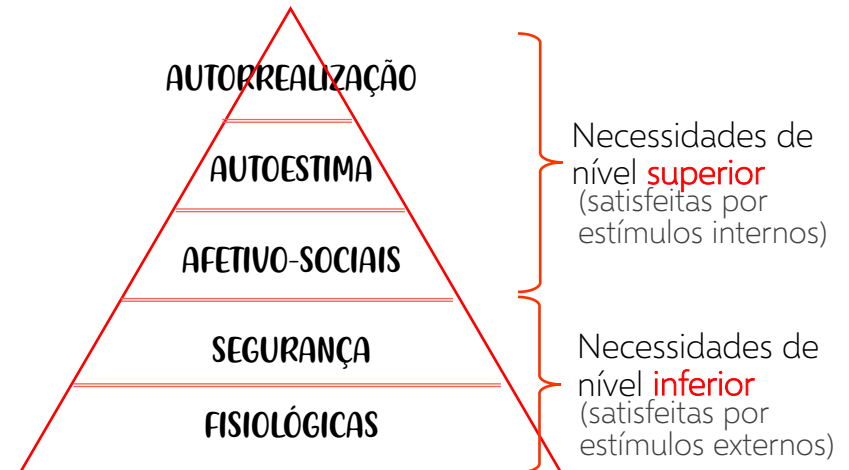 AUTORREALIZAÇÃO
AUTOESTIMA
AFETIVO-SOCIAIS
SEGURANÇA
FISIOLÓGICAS
Necessidades de
nível superior
(satisfeitas por
estímulos internos)
Necessidades de
nível inferior
(satisfeitas por
estímulos externos)